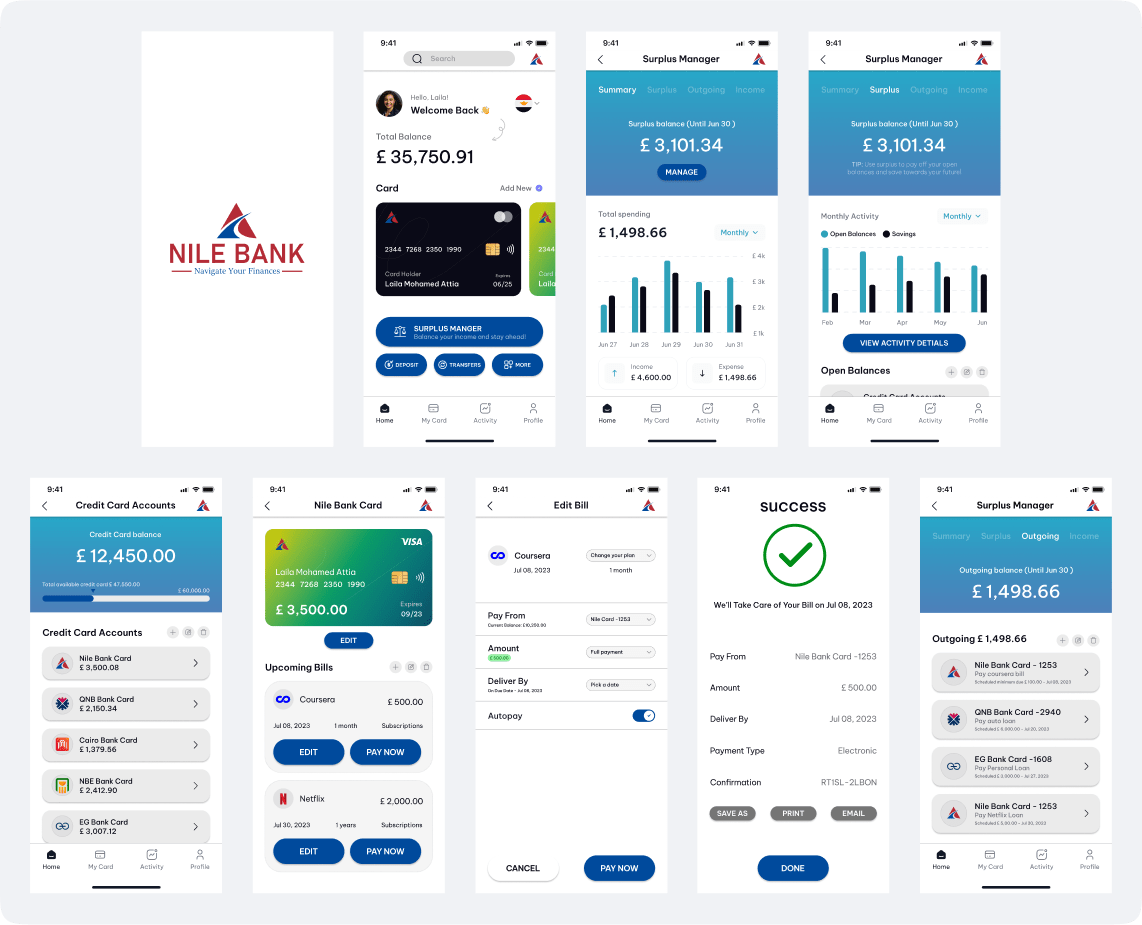 NILE BANK
Navigate Your Finances
9:41
Search
Hello, Laila!
Welcome Back 👋
Total Balance
£ 35,750.91
Card
Add New
2344 7268 2350 1990
Card Holder
Laila Mohamed Attia
Expires
06/25
2344
Card
Laila
SURPLUS MANGER
Balance your income and stay ahead!
DEPOSIT
TRANSFERS
MORE
Home
My Card
Activity
Profile
9:41
Surplus Manager
Summary
Surplus
Outgoing
Income
Surplus balance (Until Jun 30 )
£ 3,101.34
MANAGE
Total spending
£ 1,498.66
Monthly
£ 4k
£ 3k
£ 2k
£ 1k
Jun 27
Jun 28
Jun 29
Jun 30
Jun 31
Income
£ 4,600.00
Expense
£ 1,498.66
Home
My Card
Activity
Profile
9:41
Surplus Manager
Summary
Surplus
Outgoing
Income
Surplus balance (Until Jun 30 )
£ 3,101.34
TIP: Use surplus to pay off your open
balances and save towards your future!
Monthly Activity
Monthly
Open Balances
Savings
Feb
Mar
Apr
May
Jun
VIEW ACTIVITY DETIALS
Open Balances
Credit Card Accounts
Home
My Card
Activity
Profile
9:41
Credit Card Accounts
Credit Card balance
£ 12,450.00
Total available credit card £ 47,550.00
£ 60,000.00
Credit Card Accounts
Nile Bank Card
£ 3,500.08
QNB Bank Card
£ 2,150.34
Cairo Bank Card
£ 1,379.56
NBE Bank Card
£ 2,412.90
EG Bank Card
£ 3,007.12
Home
My Card
Activity
Profile
9:41
Nile Bank Card
VISA
Laila Mohamed Attia
2344 7268 2350 1990
£ 3,500.00
Expires
09/23
EDIT
Upcoming Bills
Coursera
£ 500.00
Jul 08, 2023
1 month
Subscriptions
EDIT
PAY NOW
Netflix
£ 2,000.00
Jul 30, 2023
1 years
Subscriptions
EDIT
PAY NOW
9:41
Edit Bill
Coursera
Change your plan
Jul 08, 2023
1 month
Pay From
Current Balance: £10,250.00
Nile Card -1253
Amount
£ 500.00
Full payment
Deliver By
On Due Date - Jul 08, 2023
Pick a date
Autopay
CANCEL
PAY NOW
9:41
success
We'll Take Care of Your Bill on Jul 08, 2023
Pay From
Nile Bank Card -1253
Amount
£ 500.00
Deliver By
Jul 08, 2023
Payment Type
Electronic
Confirmation
RT1SL-2LBON
SAVE AS
PRINT
EMAIL
DONE
9:41
Surplus Manager
Summary
Surplus
Outgoing
Income
Outgoing balance (Until Jun 30 )
£ 1,498.66
Outgoing £ 1,498.66
Nile Bank Card - 1253
Pay coursera bill
Scheduled minimum due £ 100.00 - Jul 08, 2023
QNB Bank Card -2940
Pay auto loan
EG Bank Card -1608
Pay Personal Loan
Nile Bank Card - 1253
Pay Netflix Loan
Home
My Card
Activity
Profile